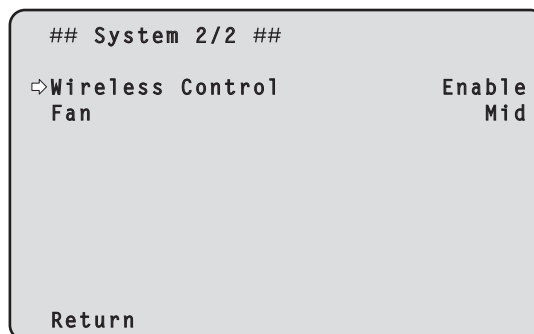 ## System 2/2 ##
⇨Wireless Control Enable
Fan Mid
Return